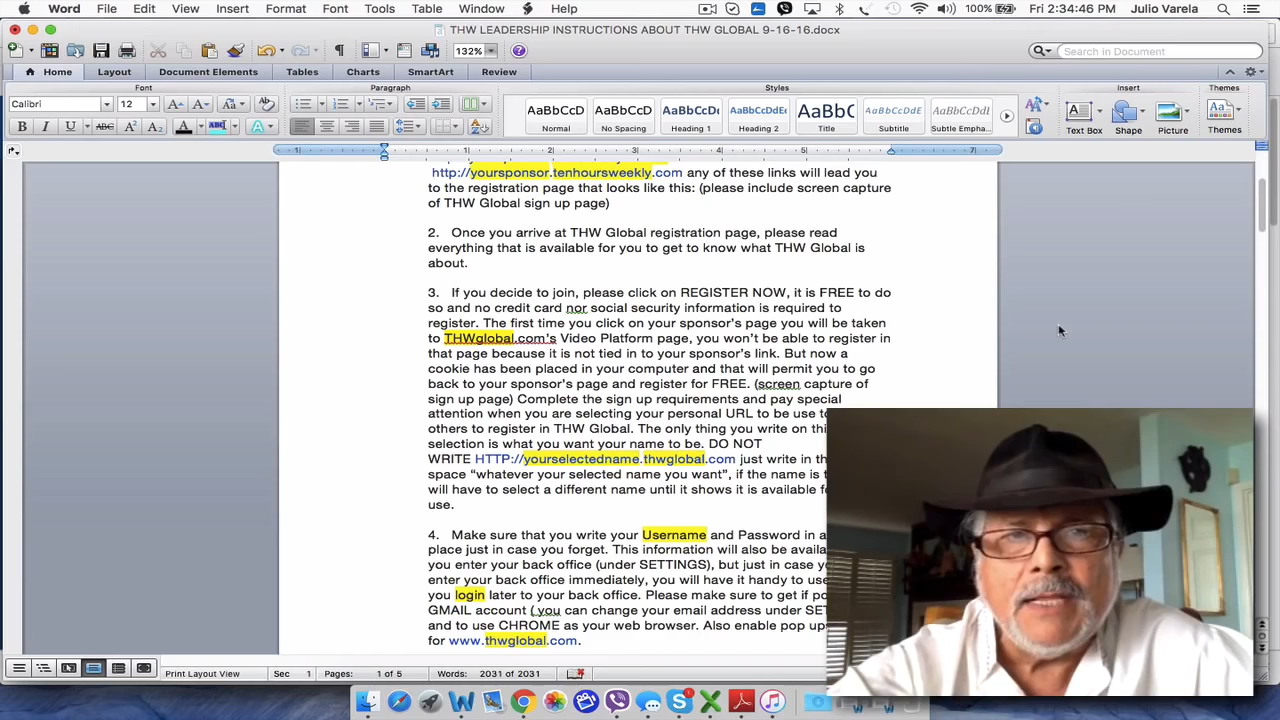 Word File Edit View Insert Format Font Tools Table Window Help 100% Fri 2:34:46 PM Julio Varela
THW LEADERSHIP INSTRUCTIONS ABOUT THW GLOBAL 9-16-16.docx
132% Search in Document
Home Layout Document Elements Tables Charts SmartArt Review
Font Paragraph Styles Insert Themes
Calibri 12
AaBbCcD AaBbCcD AaBbCcDc AaBbCcDdEe AaBbC AaBbCcDdE AaBbCcDdI
Normal No Spacing Heading 1 Heading 2 Title Subtitle Subtle Empha... Text Box Shape Picture Themes
http://yoursponsor.tenhoursweekly.com any of these links will lead you
to the registration page that looks like this: (please include screen capture
of THW Global sign up page)
2. Once you arrive at THW Global registration page, please read
everything that is available for you to get to know what THW Global is
about.
3. If you decide to join, please click on REGISTER NOW, it is FREE to do
so and no credit card nor social security information is required to
register. The first time you click on your sponsor's page you will be taken
to THWglobal.com's Video Platform page, you won't be able to register in
that page because it is not tied in to your sponsor's link. But now a
cookie has been placed in your computer and that will permit you to go
back to your sponsor's page and register for FREE. (screen capture of
sign up page) Complete the sign up requirements and pay special
attention when you are selecting your personal URL to be use
others to register in THW Global. The only thing you write on
selection is what you want your name to be. DO NOT
WRITE HTTP://yourselectedname.thwglobal.com just write in
space “whatever your selected name you want”, if the name is
will have to select a different name until it shows it is available
use.
4. Make sure that you write your Username and Password in a
place just in case you forget. This information will also be
you enter your back office (under SETTINGS), but just in case
enter your back office immediately, you will have it handy to use
you login later to your back office. Please make sure to get if
GMAIL account ( you can change your email address under
and to use CHROME as your web browser. Also enable pop
for www.thwglobal.com.
Print Layout View Sec 1 Pages: 1 of 5 Words: 2031 of 2031